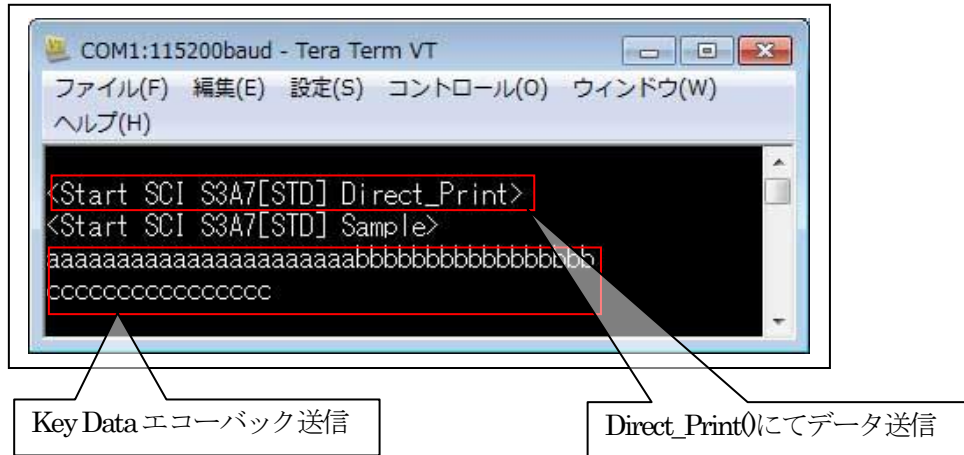 COM1:115200baud - Tera Term VT
ファイル(F) 編集(E) 設定(S) コントロール(O) ウィンドウ(W)
ヘルプ(H)
<Start SCI S3A7[STD] Direct_Print>
<Start SCI S3A7[STD] Sample>
aaaaaaaaaaaaaaaaaaaaaabbbbbbbbbbbbbbbbb
cccccccccccccccc
Key Data エコーバック送信
Direct_Print()にてデータ送信